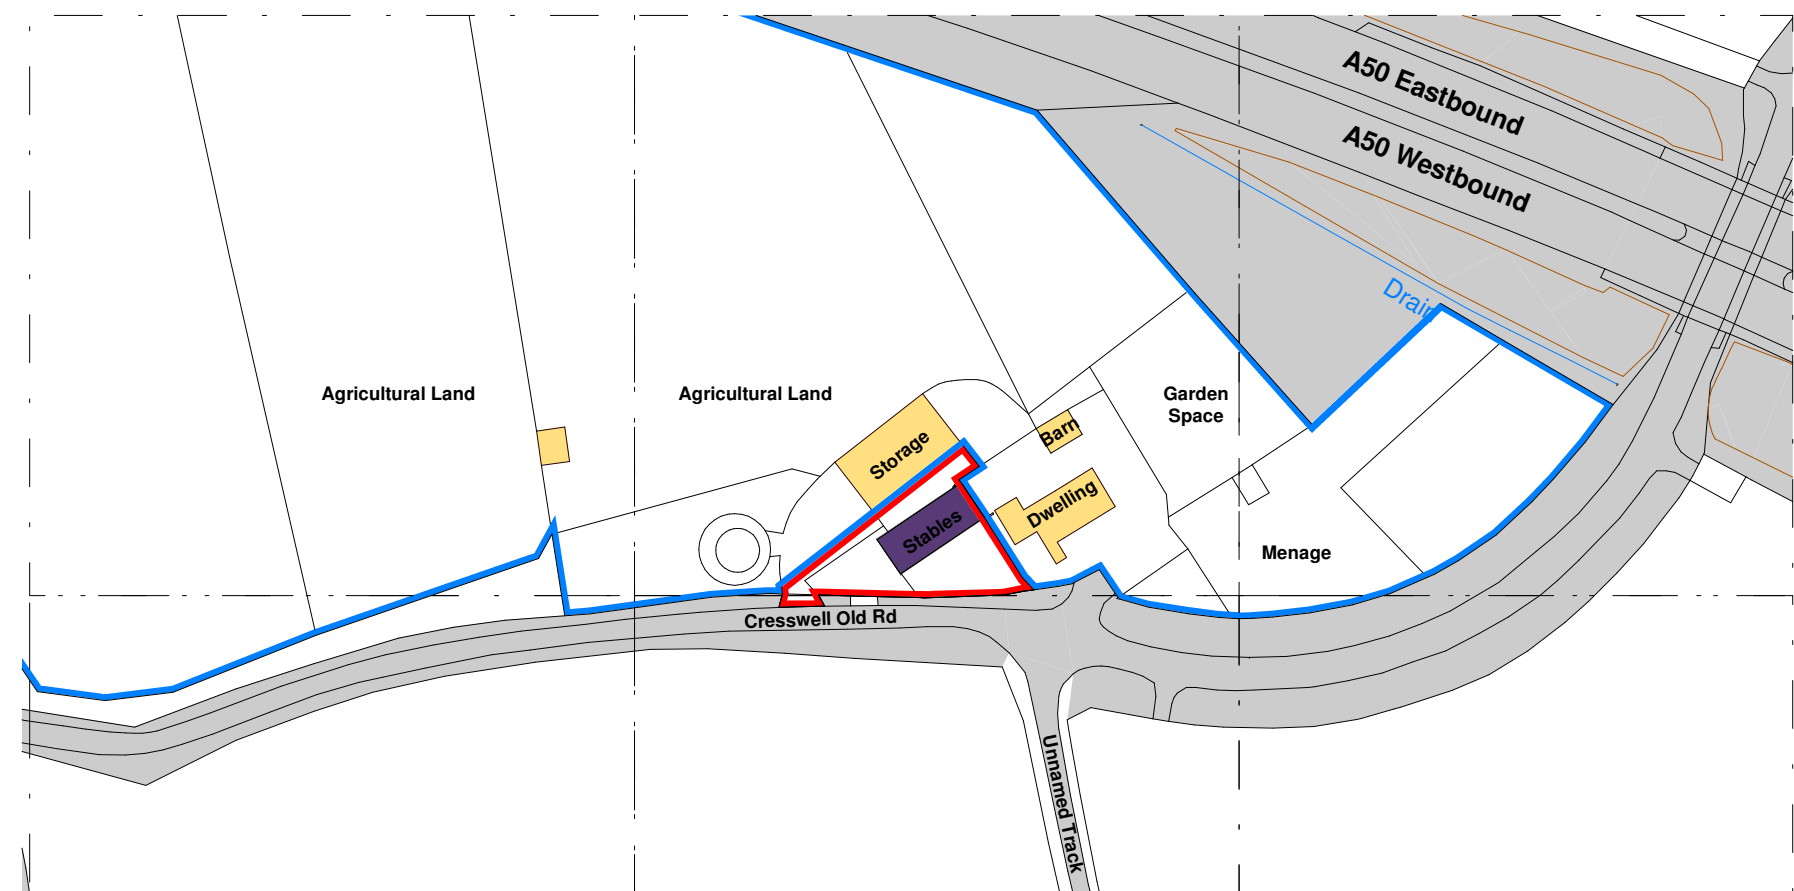 A50 Eastbound
A50 Westbound
Drain
Agricultural Land
Agricultural Land
Garden
Space
Storage
Barn
Dwelling
Stables
Menage
Cresswell Old Rd
Unnamed Track